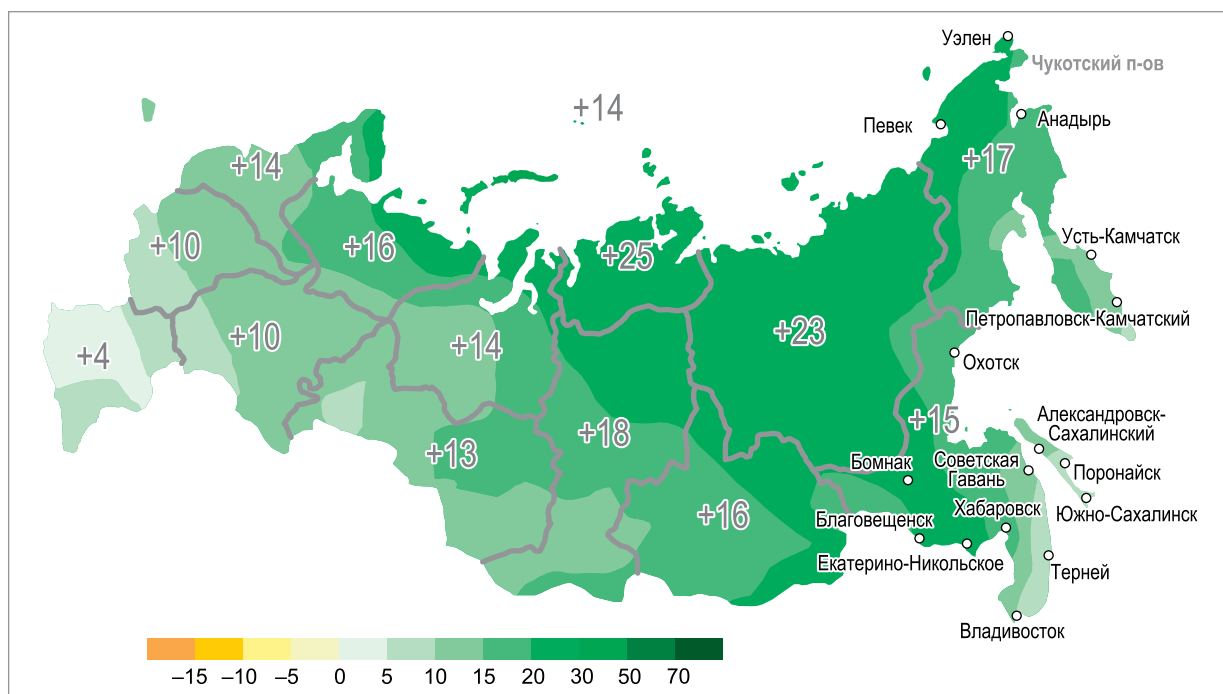 Уэлен
Чукотский п-ов
+14
Певек
Анадырь
+14
+17
+10
+16
+25
Усть-Камчатск
Петропавловск-Камчатский
+4
+10
+14
+23
Охотск
+13
+18
+15
Александровск-
Сахалинский
Бомнак
Советская
Гавань
Поронайск
+16
Благовещенск
Хабаровск
Южно-Сахалинск
Екатерино-Никольское
Терней
Владивосток
–15 –10 –5 0 5 10 15 20 30 50 70